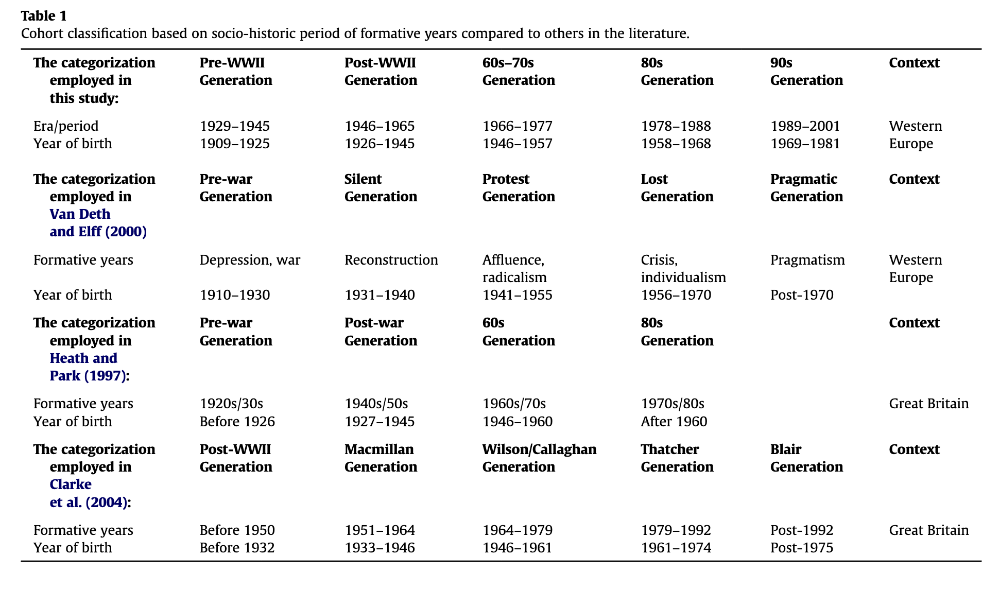 Table 1
Cohort classification based on socio-historic period of formative years compared to others in the literature.
The categorization Pre-WWII Post-WWII 60s–70s 80s 90s Context
employed in Generation Generation Generation Generation Generation
this study:
Era/period 1929–1945 1946–1965 1966–1977 1978–1988 1989–2001 Western
Year of birth 1909–1925 1926–1945 1946–1957 1958–1968 1969–1981 Europe
The categorization Pre-war Silent Protest Lost Pragmatic Context
employed in Generation Generation Generation Generation Generation
Van Deth
and Elff (2000)
Formative years Depression, war Reconstruction Affluence, Crisis, Pragmatism Western
radicalism individualism Europe
Year of birth 1910–1930 1931–1940 1941–1955 1956–1970 Post-1970
The categorization Pre-war Post-war 60s 80s Context
employed in Generation Generation Generation Generation
Heath and
Park (1997):
Formative years 1920s/30s 1940s/50s 1960s/70s 1970s/80s Great Britain
Year of birth Before 1926 1927–1945 1946–1960 After 1960
The categorization Post-WWII Macmillan Wilson/Callaghan Thatcher Blair Context
employed in Generation Generation Generation Generation Generation
Clarke
et al. (2004):
Formative years Before 1950 1951–1964 1964–1979 1979–1992 Post-1992 Great Britain
Year of birth Before 1932 1933–1946 1946–1961 1961–1974 Post-1975